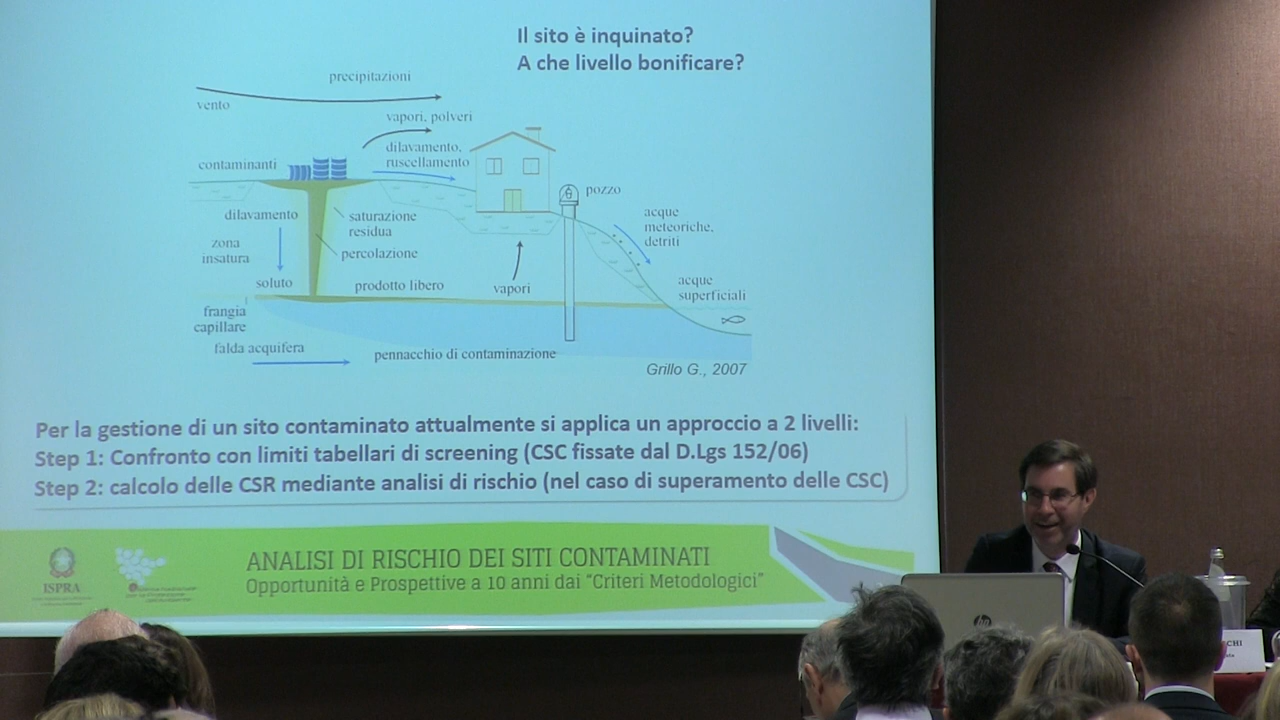 Il sito è inquinato?
A che livello bonificare?
precipitazioni
vento
vapori, polveri
dilavamento,
ruscellamento
contaminanti
pozzo
dilavamento
saturazione
residua
acque
meteoriche,
detriti
zona
insatura
percolazione
soluto
prodotto libero
vapori
acque
superficiali
frangia
capillare
falda acquifera
pennacchio di contaminazione
Grillo G., 2007
Per la gestione di un sito contaminato attualmente si applica un approccio a 2 livelli:
Step 1: Confronto con limiti tabellari di screening (CSC fissate dal D.Lgs 152/06)
Step 2: calcolo delle CSR mediante analisi di rischio (nel caso di superamento delle CSC)
ISPRA
ANALISI DI RISCHIO DEI SITI CONTAMINATI
Opportunità e Prospettive a 10 anni dai "Criteri Metodologici"
hp